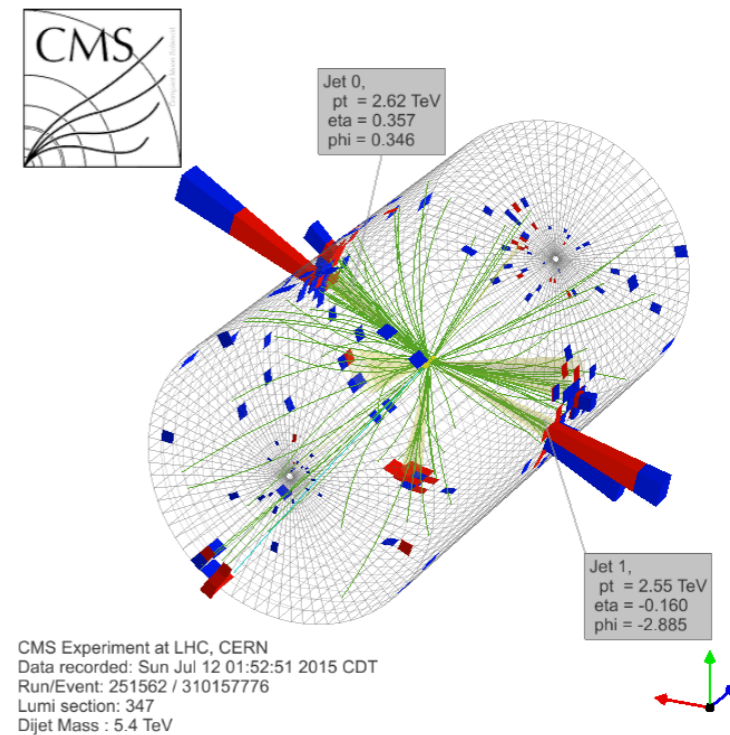 CMS
Jet 0,
pt = 2.62 TeV
eta = 0.357
phi = 0.346
Jet 1,
pt = 2.55 TeV
eta = -0.160
phi = -2.885
CMS Experiment at LHC, CERN
Data recorded: Sun Jul 12 01:52:51 2015 CDT
Run/Event: 251562 / 310157776
Lumi section: 347
Dijet Mass : 5.4 TeV